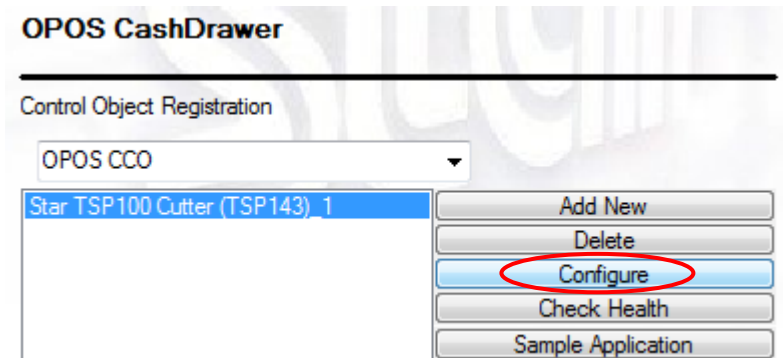 OPOS CashDrawer
Control Object Registration
OPOS CCO
Star TSP100 Cutter (TSP143)_1
Add New
Delete
Configure
Check Health
Sample Application